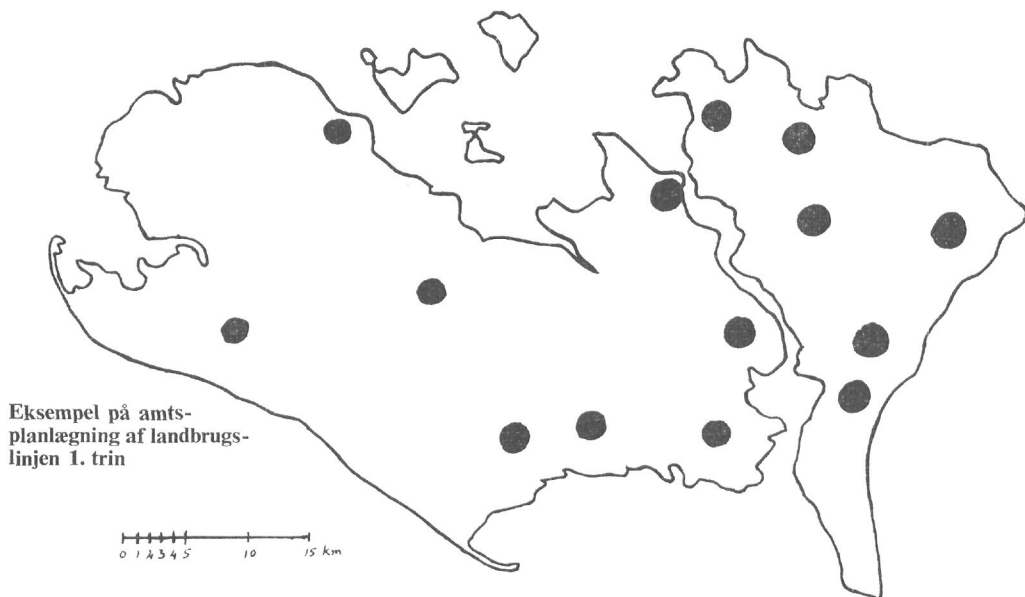 Eksempel på amts-
planlægning af landbrugs-
linjen 1. trin
0 1 2 3 4 5 10 15 km